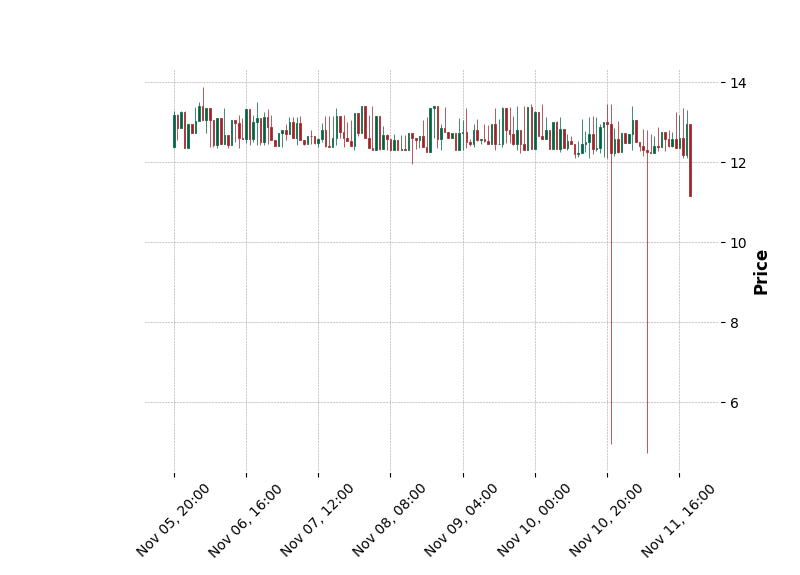 14
12
10
8
6
Price
Nov 05, 20:00
Nov 06, 16:00
Nov 07, 12:00
Nov 08, 08:00
Nov 09, 04:00
Nov 10, 00:00
Nov 10, 20:00
Nov 11, 16:00